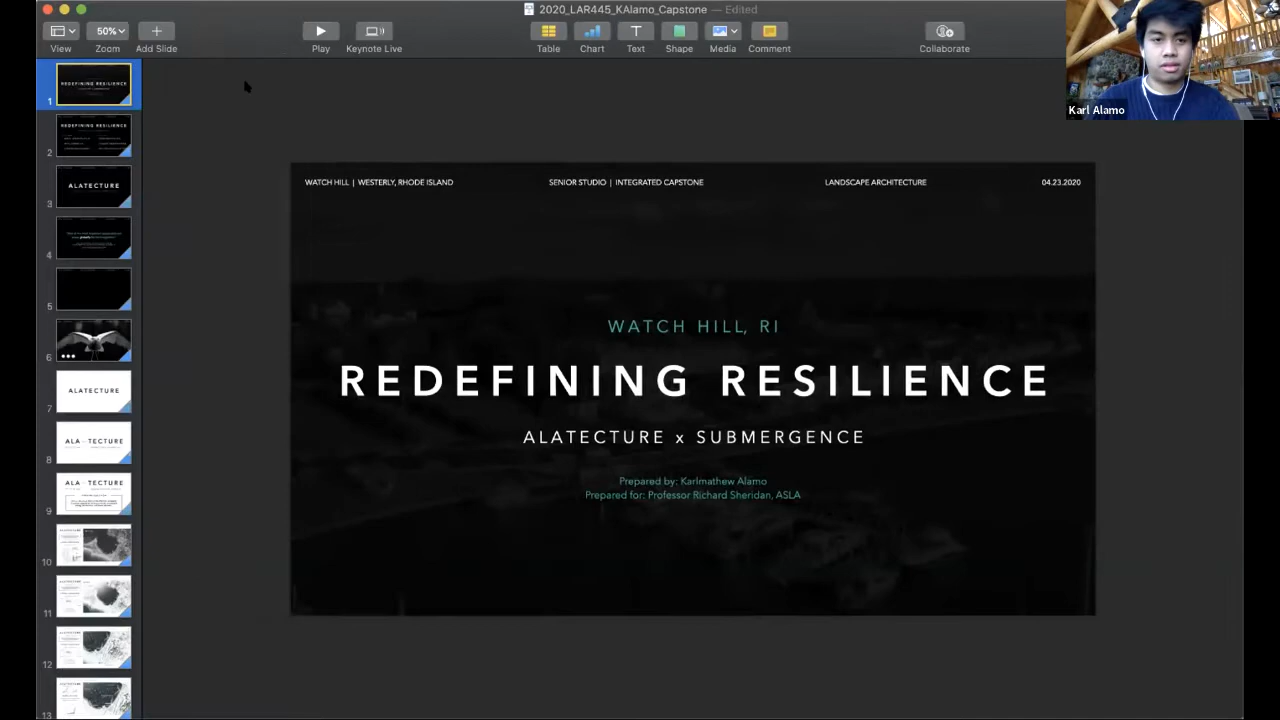 2020_LAR445_KAlamo_Capstone — Edited
50%
View Zoom Add Slide Play Keynote Live Table Chart Text Shape Media Comment Collaborate
Karl Alamo
WATCH HILL | WESTERLY, RHODE ISLAND SENIOR STUDIO | INTEGRATED CAPSTONE LANDSCAPE ARCHITECTURE 04.23.2020
WATCH HILL, RI
REDEFINING RESILIENCE
ALATECTURE x SUBMERGENCE
Prepared by: Karlmathew Alamo
Prepared for: Professor Richard Sheridan, ASLA
REDEFINING RESILIENCE
1
REDEFINING RESILIENCE
2
ALATECTURE
3
4
5
6
ALATECTURE
7
ALA TECTURE
8
ALA TECTURE
9
10
11
12
13